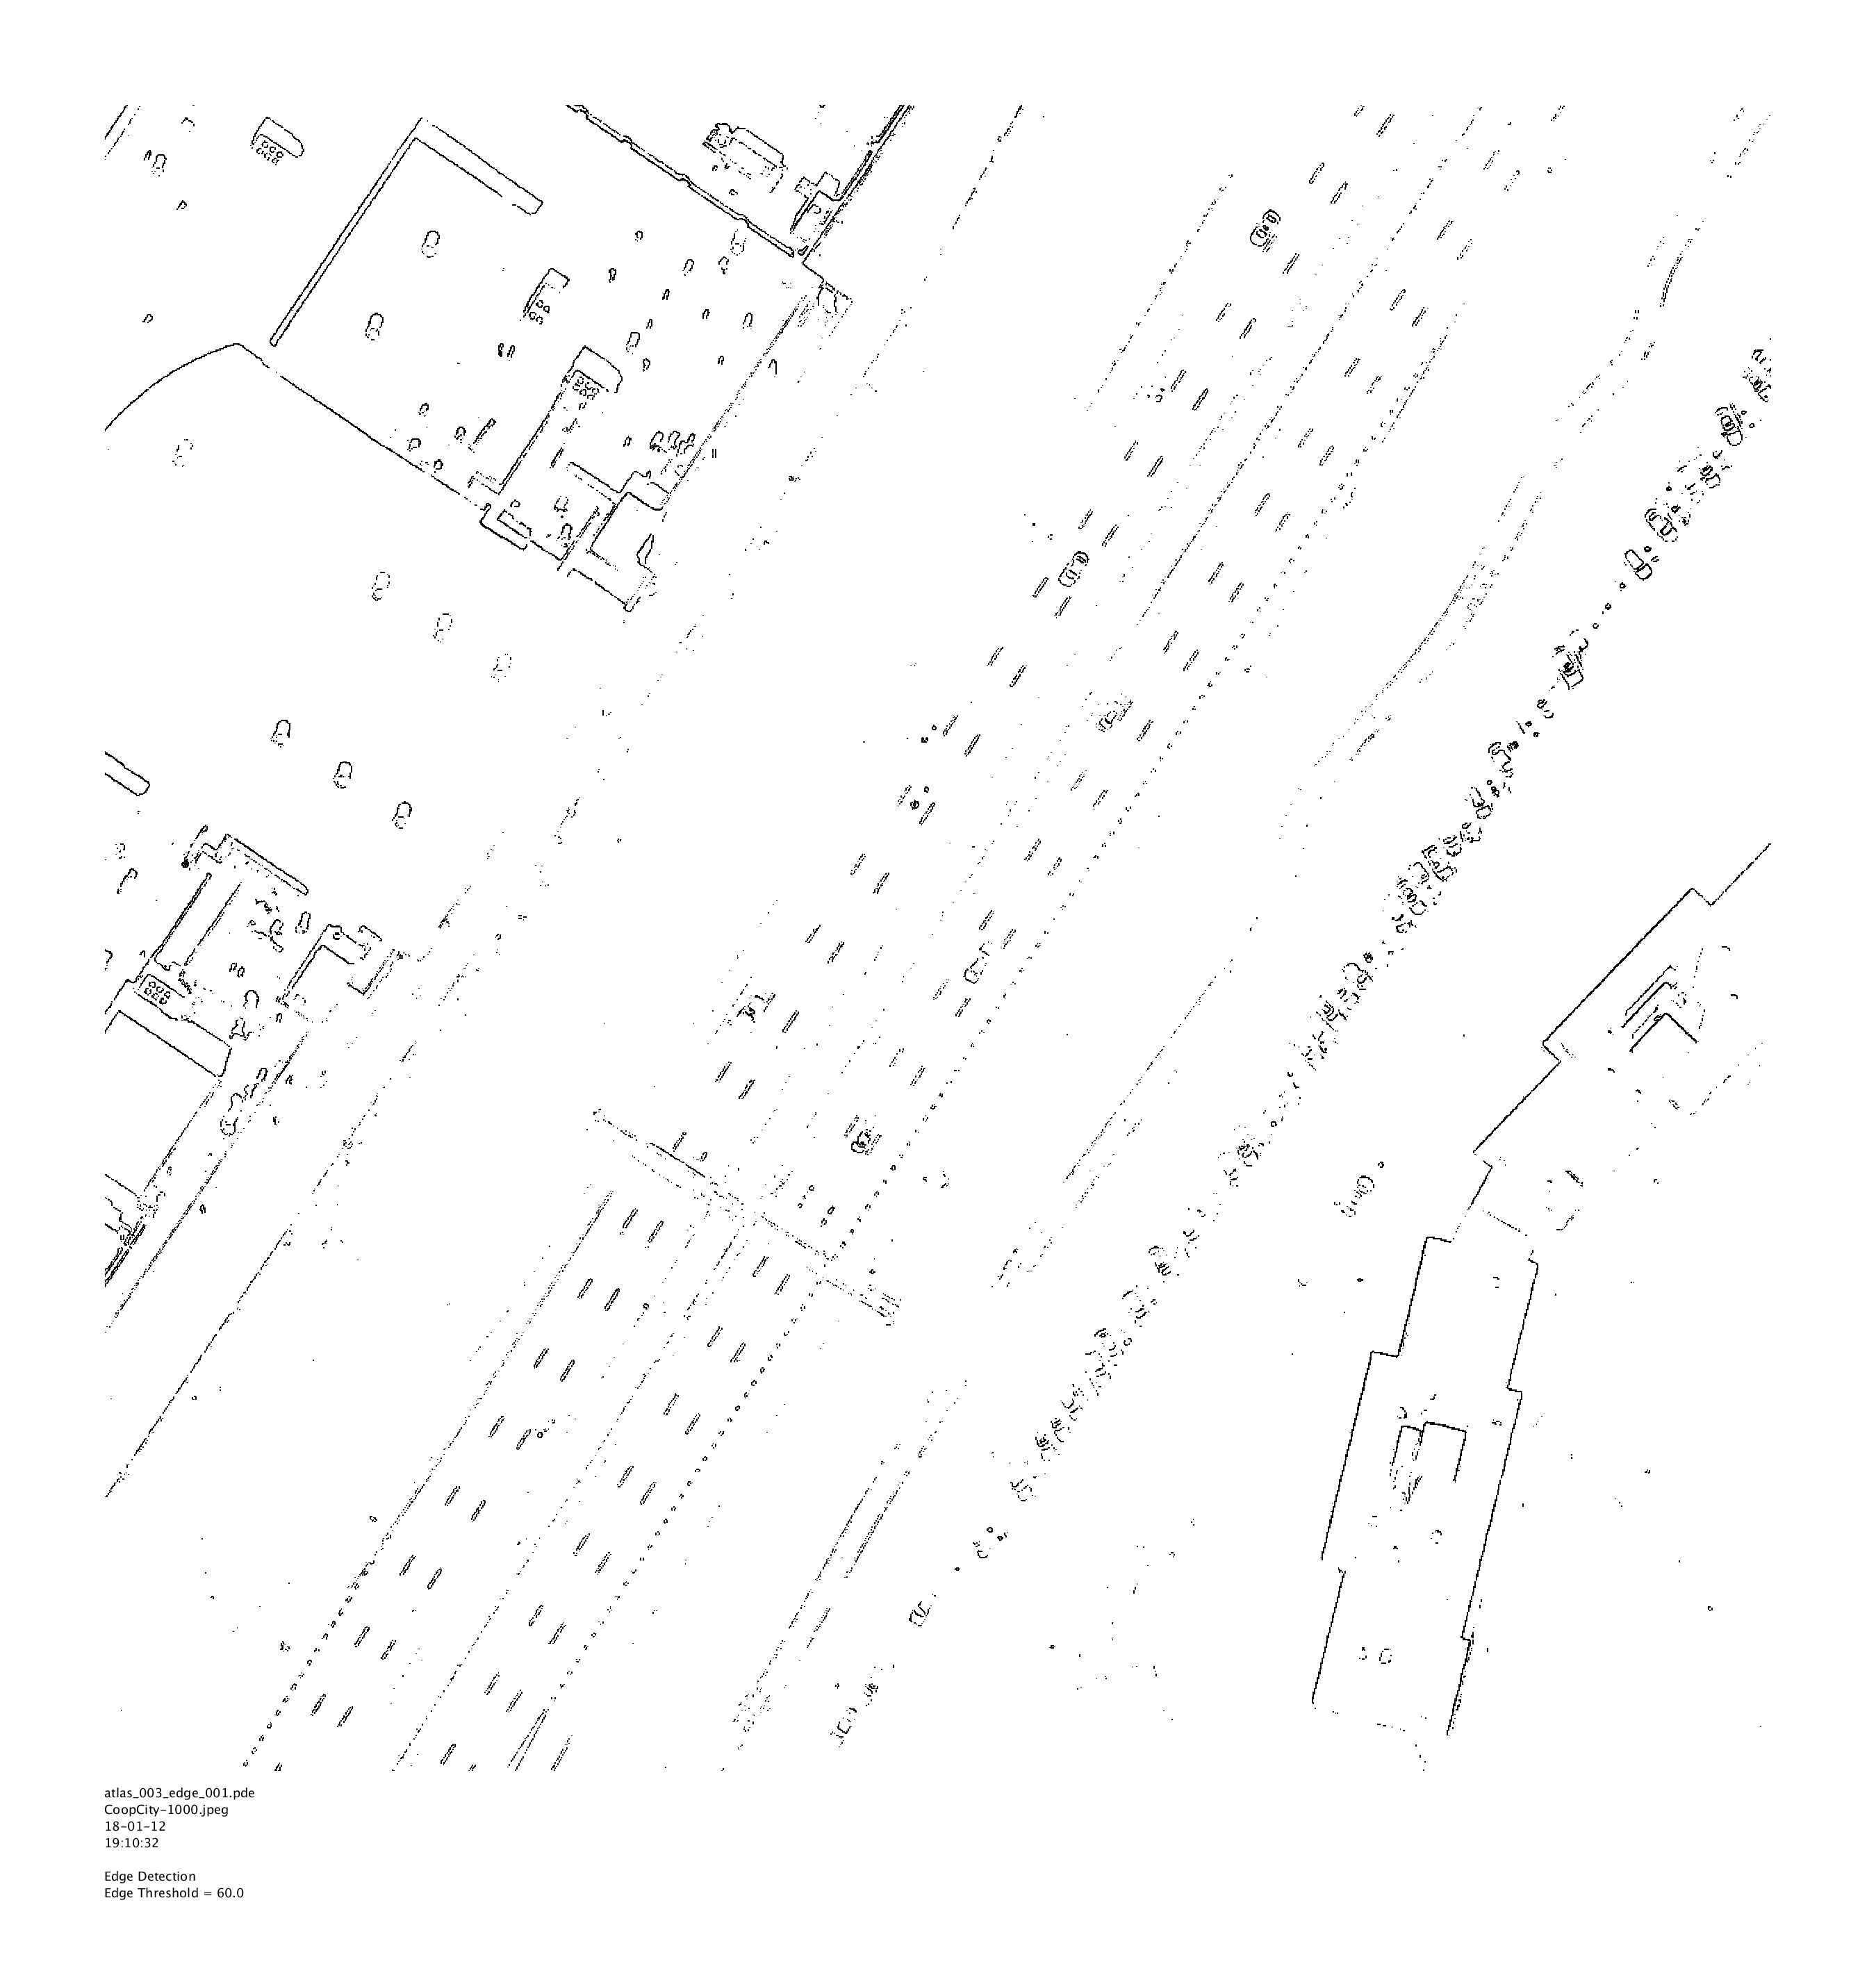 atlas_003_edge_001.pde
CoopCity-1000.jpeg
18-01-12
19:10:32
Edge Detection
Edge Threshold = 60.0